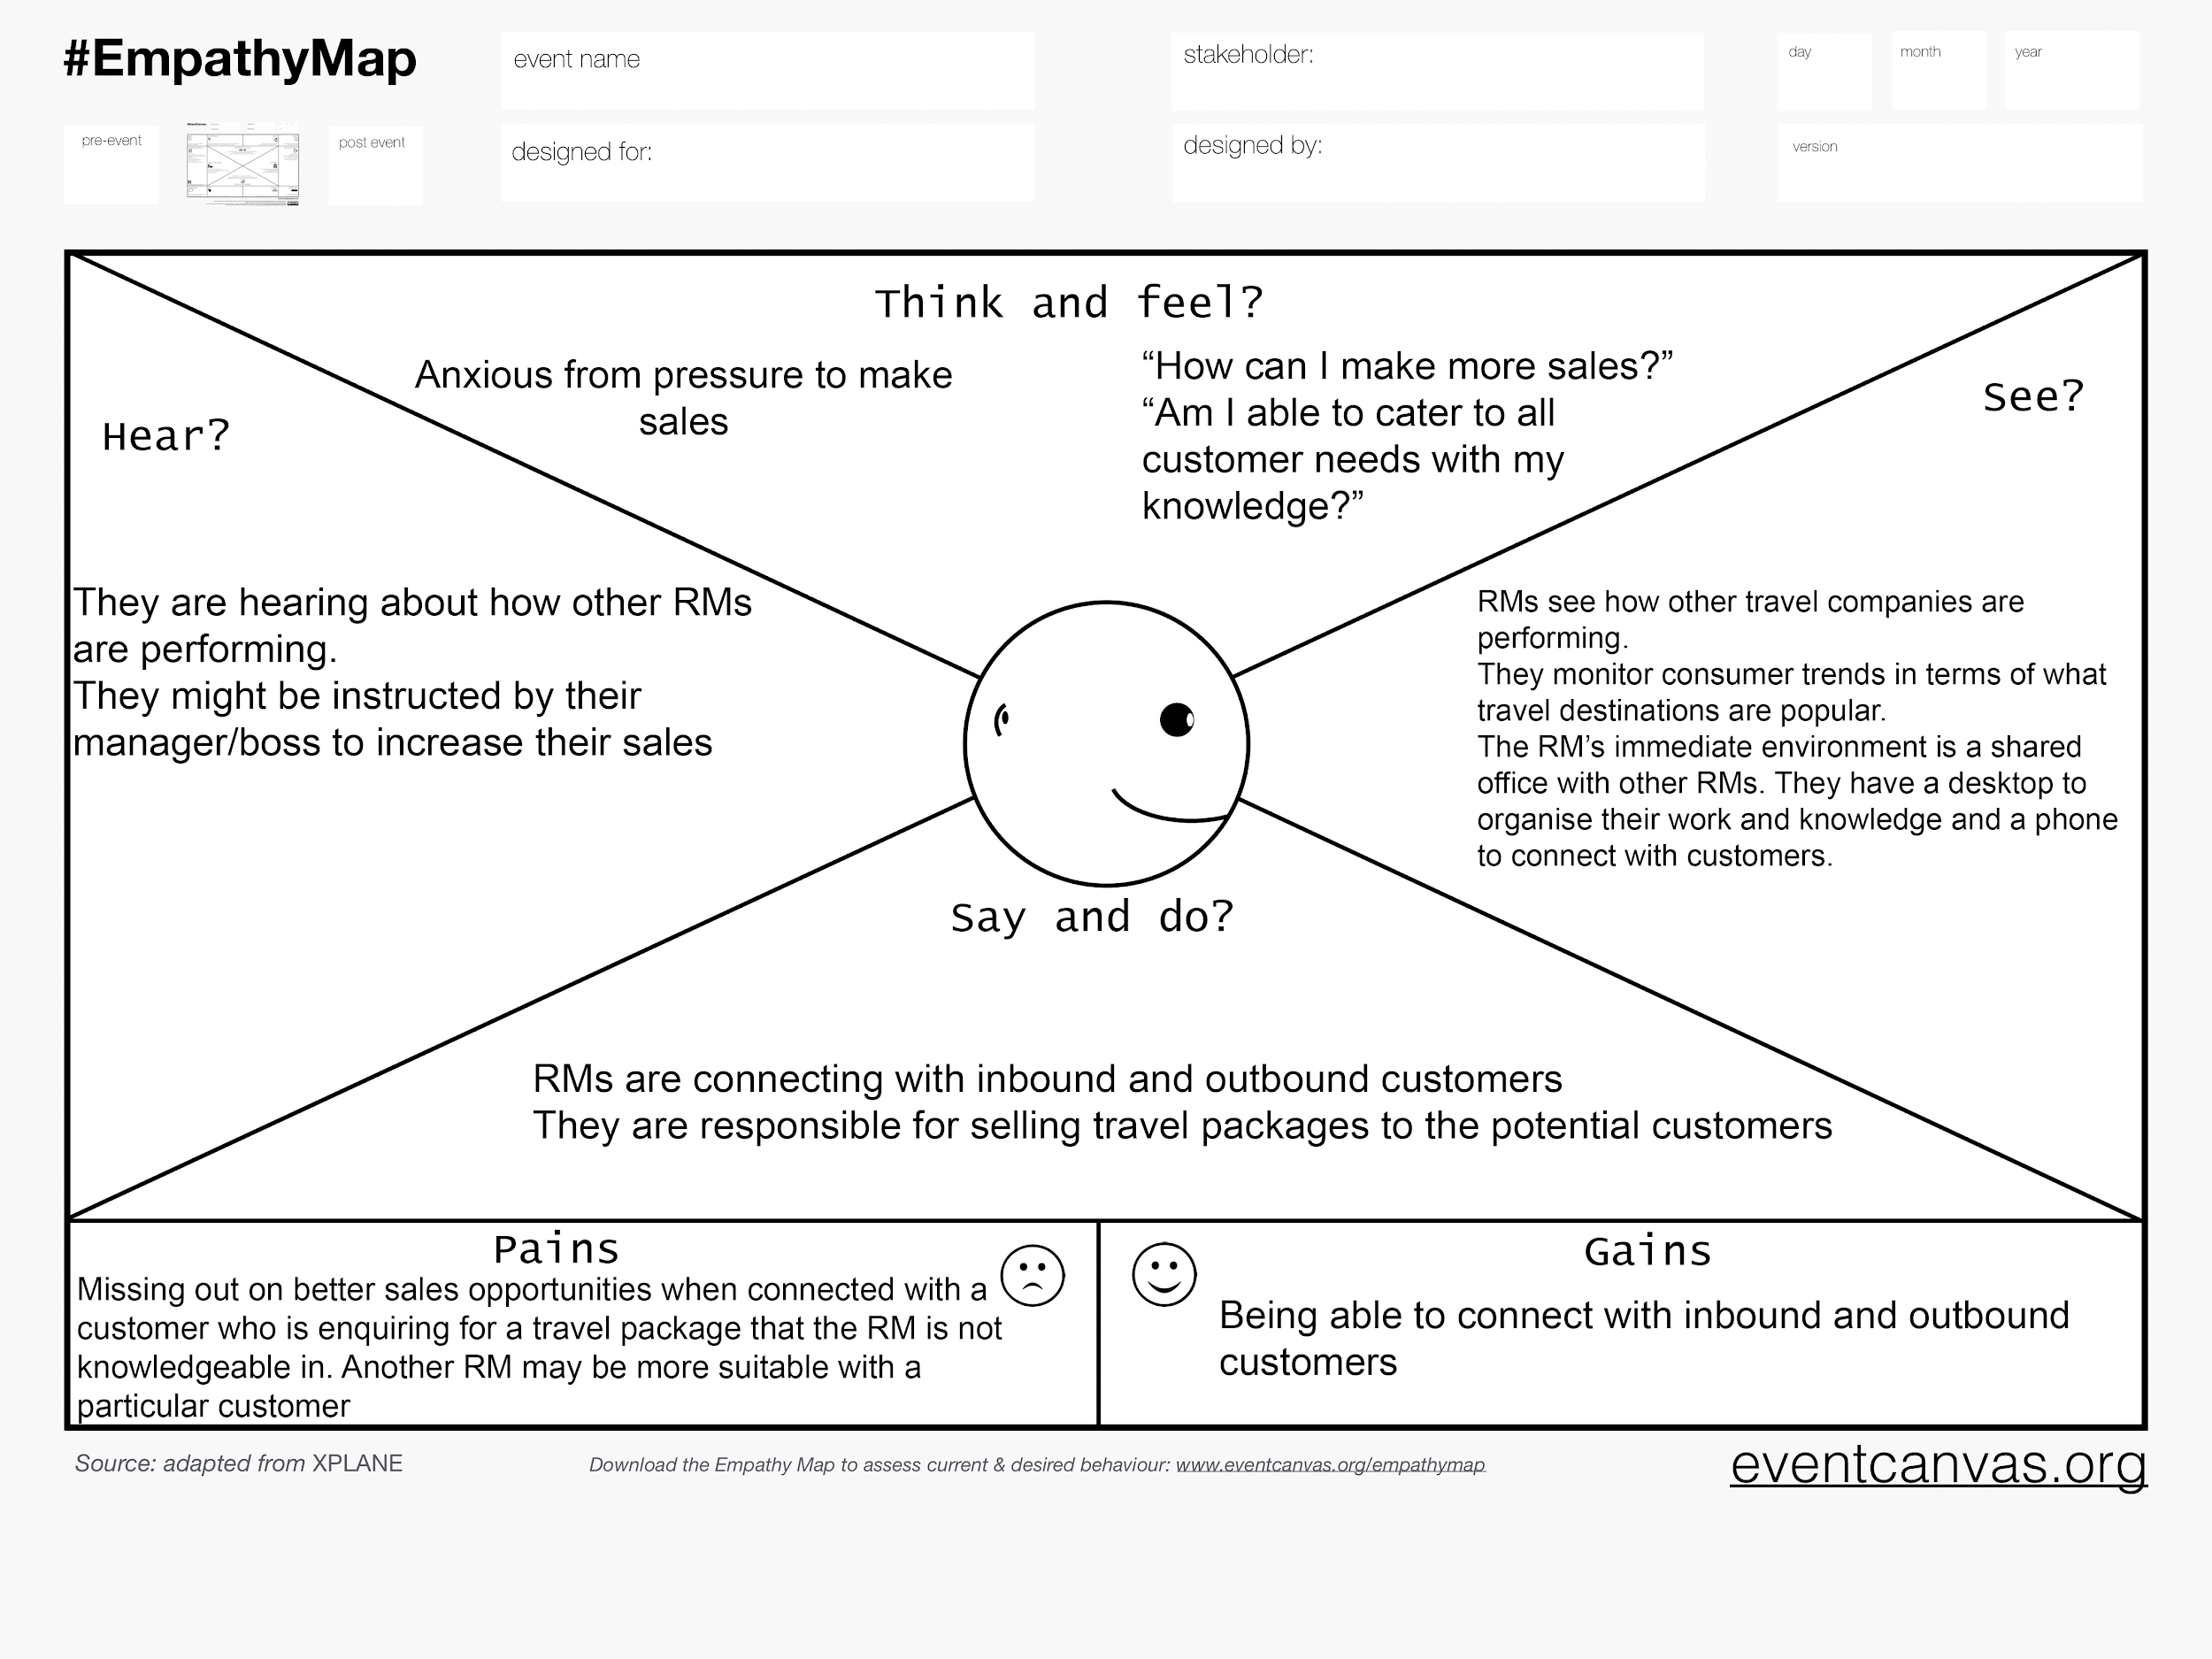 #EmpathyMap
event name
stakeholder:
day
month
year
pre-event
post event
designed for:
designed by:
version
Think and feel?
Anxious from pressure to make
sales
“How can I make more sales?”
“Am I able to cater to all
customer needs with my
knowledge?”
Hear?
They are hearing about how other RMs
are performing.
They might be instructed by their
manager/boss to increase their sales
See?
RMs see how other travel companies are
performing.
They monitor consumer trends in terms of what
travel destinations are popular.
The RM’s immediate environment is a shared
office with other RMs. They have a desktop to
organise their work and knowledge and a phone
to connect with customers.
Say and do?
RMs are connecting with inbound and outbound customers
They are responsible for selling travel packages to the potential customers
Pains
Missing out on better sales opportunities when connected with a
customer who is enquiring for a travel package that the RM is not
knowledgeable in. Another RM may be more suitable with a
particular customer
Gains
Being able to connect with inbound and outbound
customers
Source: adapted from XPLANE
Download the Empathy Map to assess current & desired behaviour: www.eventcanvas.org/empathymap
eventcanvas.org